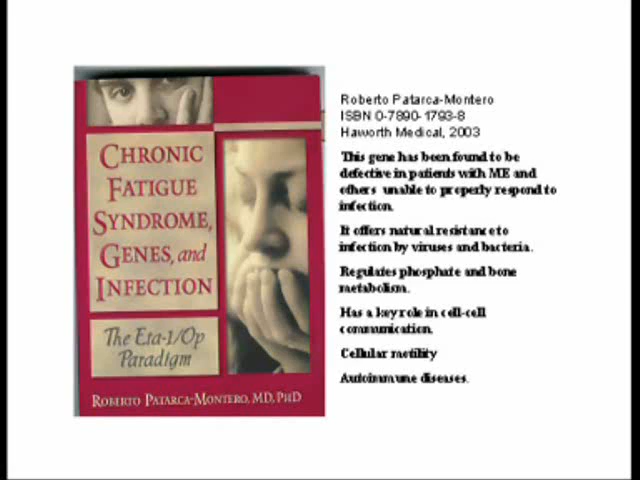 CHRONIC
FATIGUE
SYNDROME,
GENES, and
INFECTION
The Eta-1/Op
Paradigm
ROBERTO PATARCA-MONTERO, MD, PHD
Roberto Patarca-Montero
ISBN 0-7890-1793-8
Haworth Medical, 2003
This gene has been found to be
defective in patients with ME and
others unable to properly respond to
infection.
It offers natural resistance to
infection by viruses and bacteria.
Regulates phosphate and bone
metabolism.
Has a key role in cell-cell
communication.
Cellular motility
Autoimmune diseases.